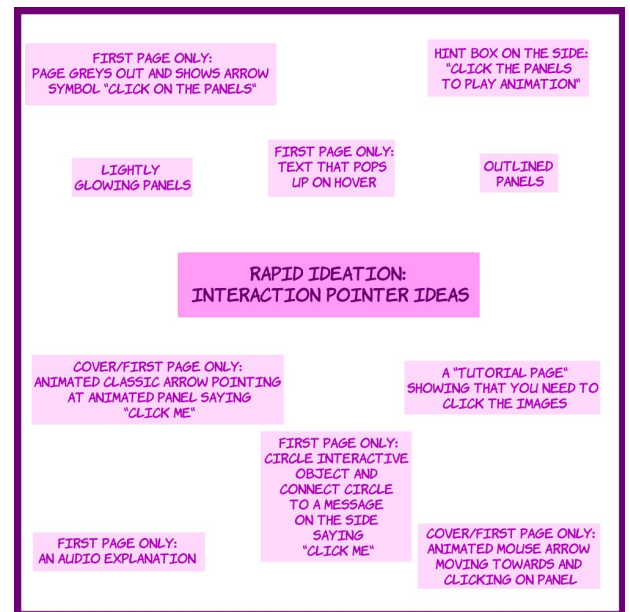 FIRST PAGE ONLY:
PAGE GREYS OUT AND SHOWS ARROW
SYMBOL "CLICK ON THE PANELS"
HINT BOX ON THE SIDE:
"CLICK THE PANELS
TO PLAY ANIMATION"
LIGHTLY
GLOWING PANELS
FIRST PAGE ONLY:
TEXT THAT POPS
UP ON HOVER
OUTLINED
PANELS
RAPID IDEATION:
INTERACTION POINTER IDEAS
COVER/FIRST PAGE ONLY:
ANIMATED CLASSIC ARROW POINTING
AT ANIMATED PANEL SAYING
"CLICK ME"
A "TUTORIAL PAGE"
SHOWING THAT YOU NEED TO
CLICK THE IMAGES
FIRST PAGE ONLY:
CIRCLE INTERACTIVE
OBJECT AND
CONNECT CIRCLE
TO A MESSAGE
ON THE SIDE
SAYING
"CLICK ME"
FIRST PAGE ONLY:
AN AUDIO EXPLANATION
COVER/FIRST PAGE ONLY:
ANIMATED MOUSE ARROW
MOVING TOWARDS AND
CLICKING ON PANEL